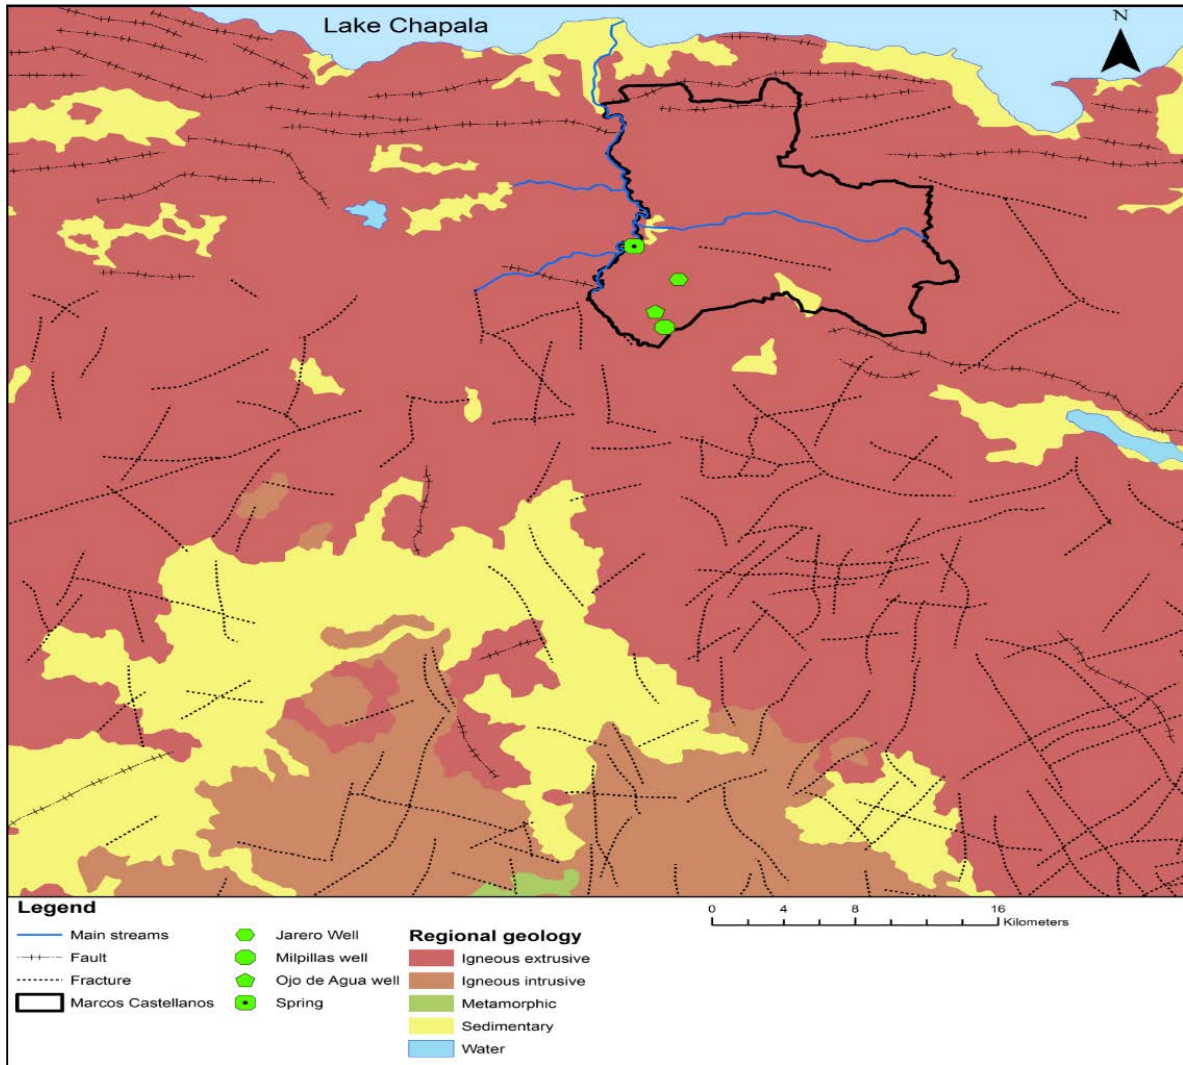 Lake Chapala
N
Legend
Main streams
Fault
Fracture
Marcos Castellanos
Jarero Well
Milpillas well
Ojo de Agua well
Spring
Regional geology
Igneous extrusive
Igneous intrusive
Metamorphic
Sedimentary
Water
0 4 8 16
Kilometers